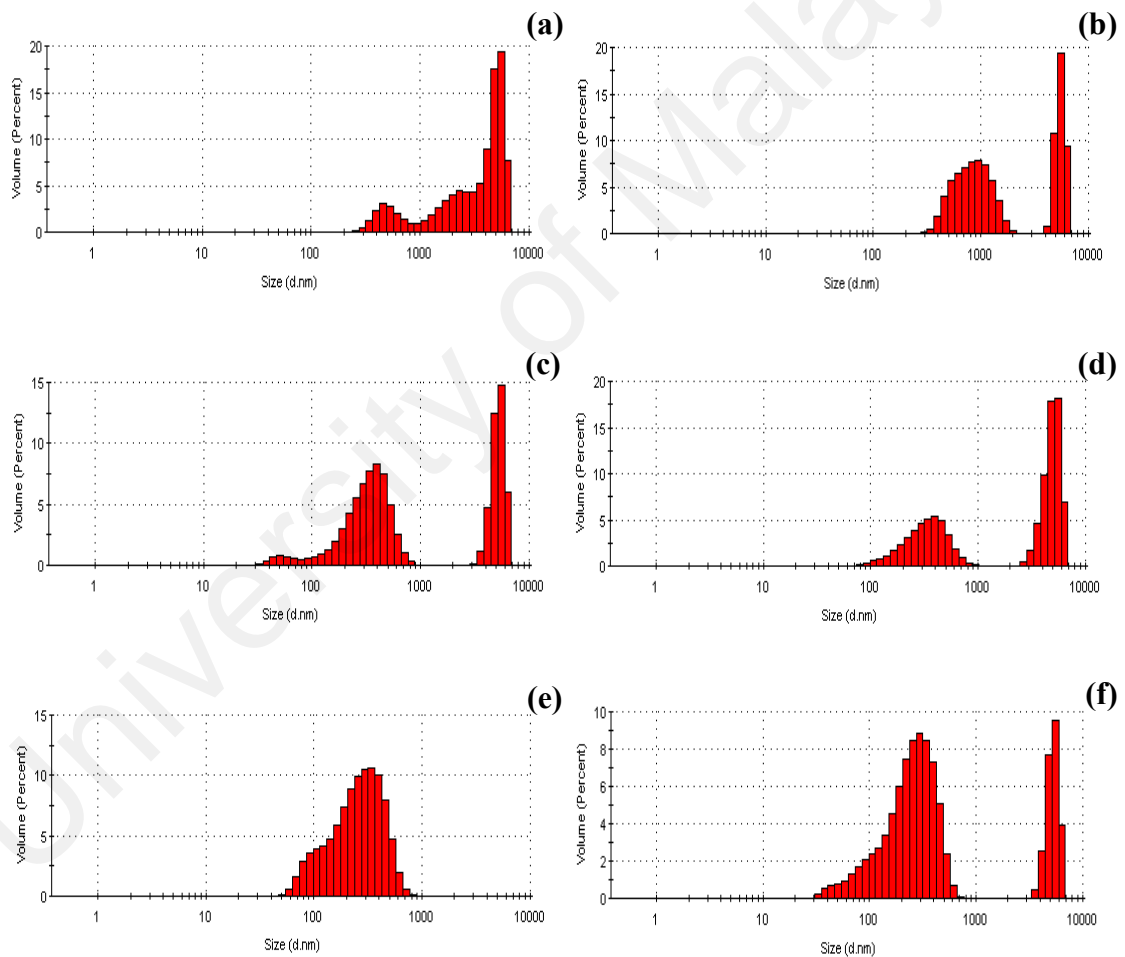 (a)
20
15
10
5
0
Volume (Percent)
1 10 100 1000 10000
Size (d.nm)
(b)
20
15
10
5
0
Volume (Percent)
1 10 100 1000 10000
Size (d.nm)
(c)
15
10
5
0
Volume (Percent)
1 10 100 1000 10000
Size (d.nm)
(d)
20
15
10
5
0
Volume (Percent)
1 10 100 1000 10000
Size (d.nm)
(e)
15
10
5
0
Volume (Percent)
1 10 100 1000 10000
Size (d.nm)
(f)
10
8
6
4
2
0
Volume (Percent)
1 10 100 1000 10000
Size (d.nm)
University of Malay